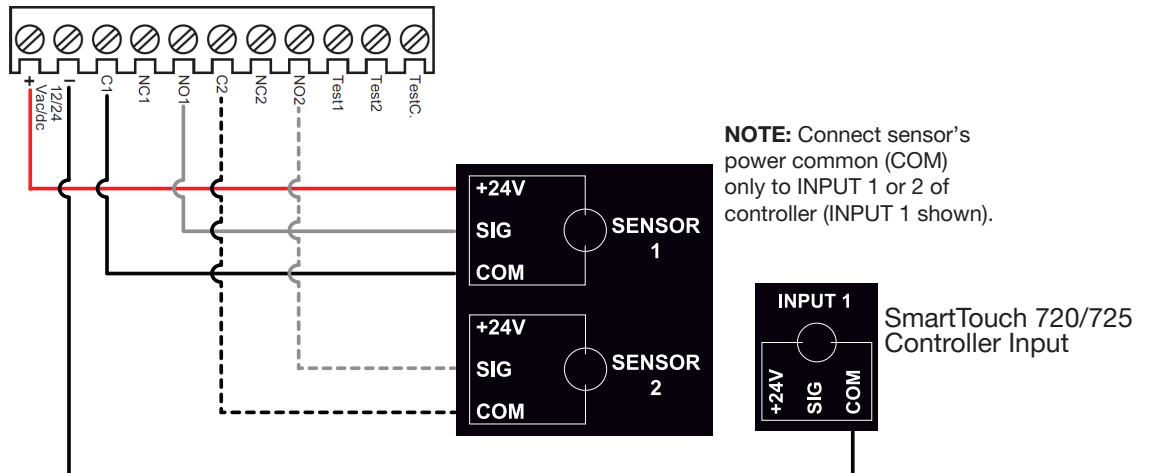 +
−
12/24
Vac/dc
C1
NC1
NO1
C2
NC2
NO2
Test1
Test2
TestC.
NOTE: Connect sensor’s
power common (COM)
only to INPUT 1 or 2 of
controller (INPUT 1 shown).
+24V
SIG
COM
SENSOR
1
+24V
SIG
COM
SENSOR
2
INPUT 1
+24V
SIG
COM
SmartTouch 720/725
Controller Input